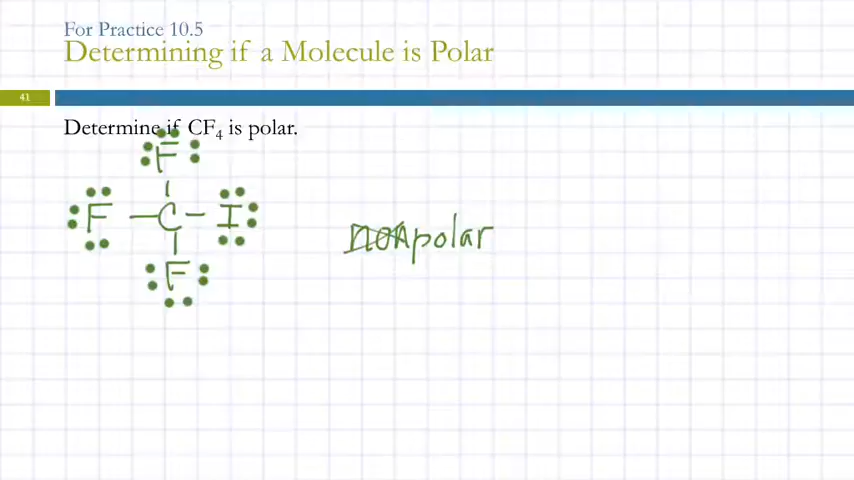 For Practice 10.5
Determining if a Molecule is Polar
41
Determine if CF₄ is polar.
F
F — C — I
F
nonpolar